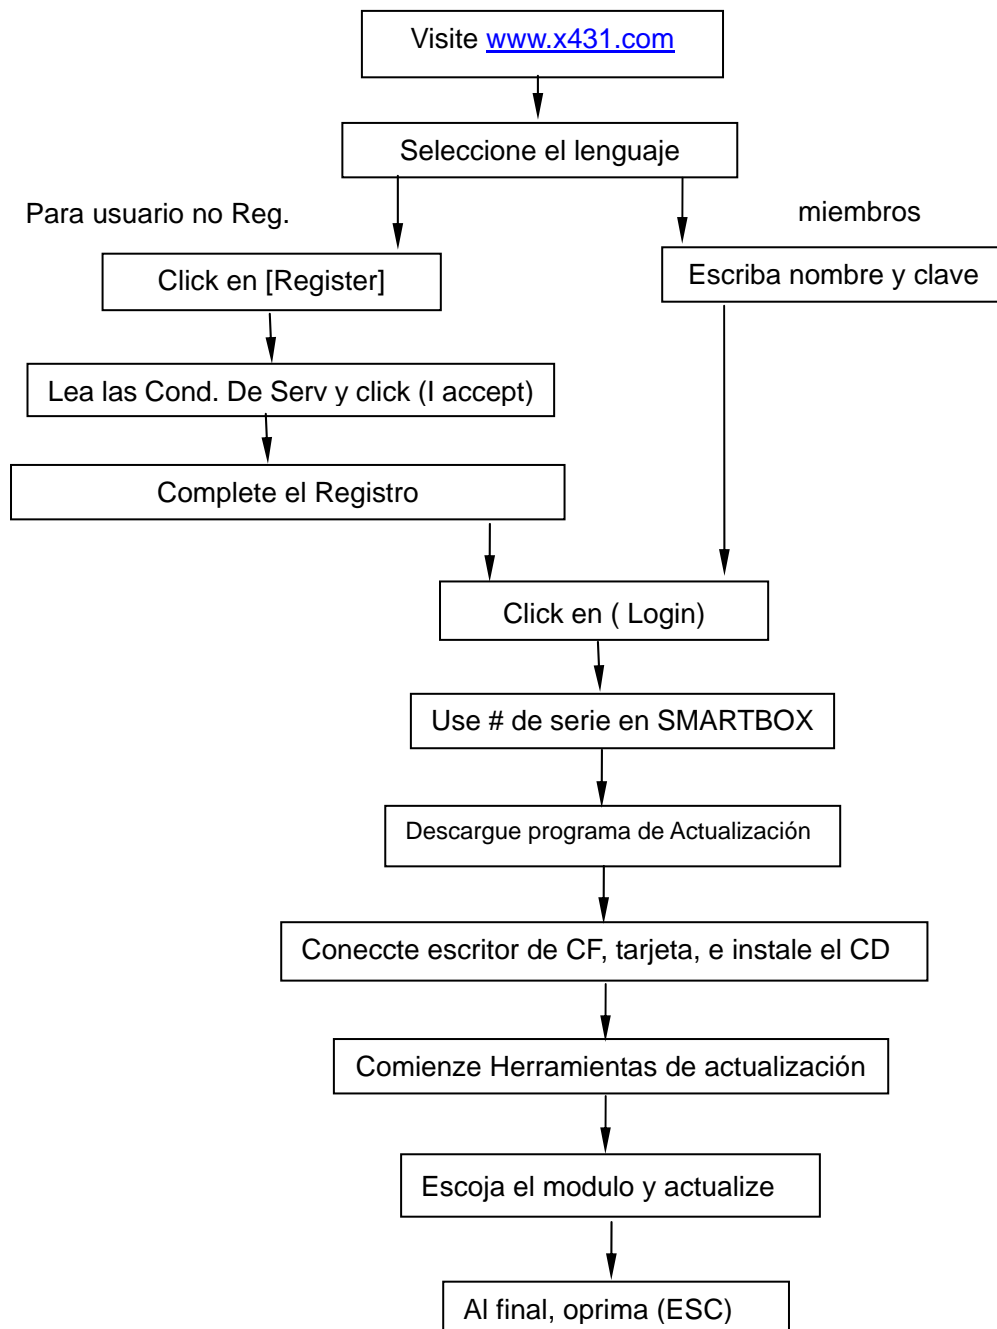 Visite www.x431.com
Seleccione el lenguaje
Para usuario no Reg.
miembros
Click en [Register]
Escriba nombre y clave
Lea las Cond. De Serv y click (I accept)
Complete el Registro
Click en ( Login)
Use # de serie en SMARTBOX
Descargue programa de Actualización
Coneccte escritor de CF, tarjeta, e instale el CD
Comienze Herramientas de actualización
Escoja el modulo y actualize
Al final, oprima (ESC)